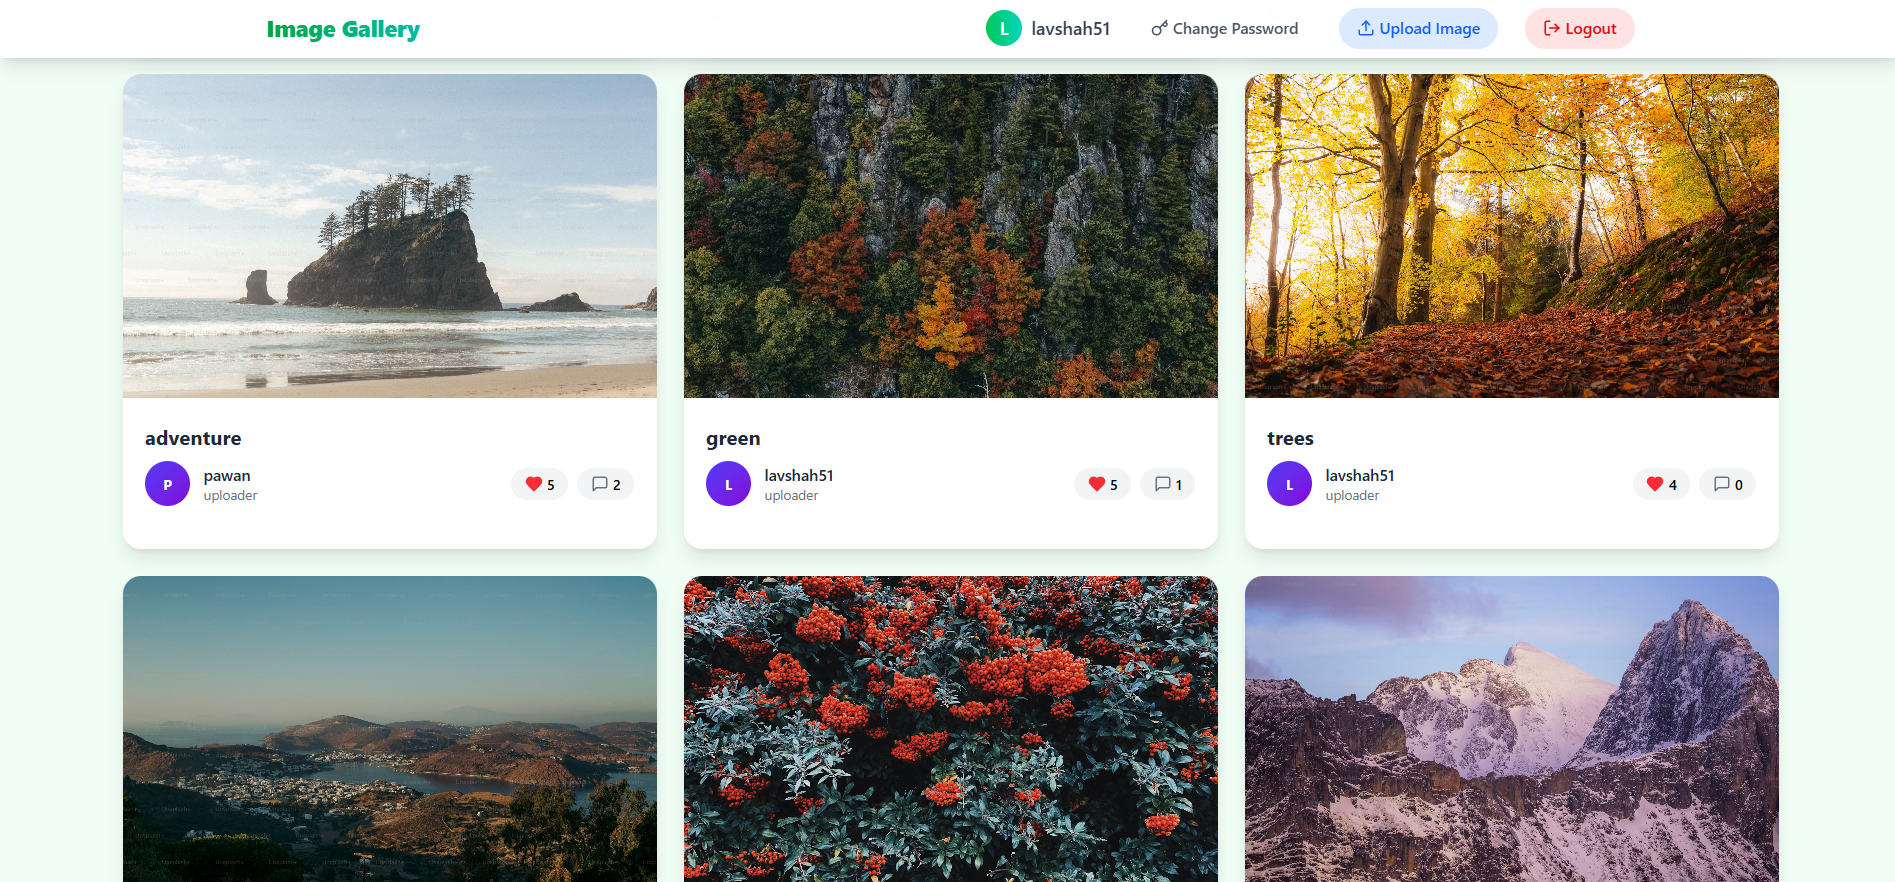 Image Gallery
L lavshah51 Change Password Upload Image Logout
adventure
P pawan
uploader
5 2
green
L lavshah51
uploader
5 1
trees
L lavshah51
uploader
4 0